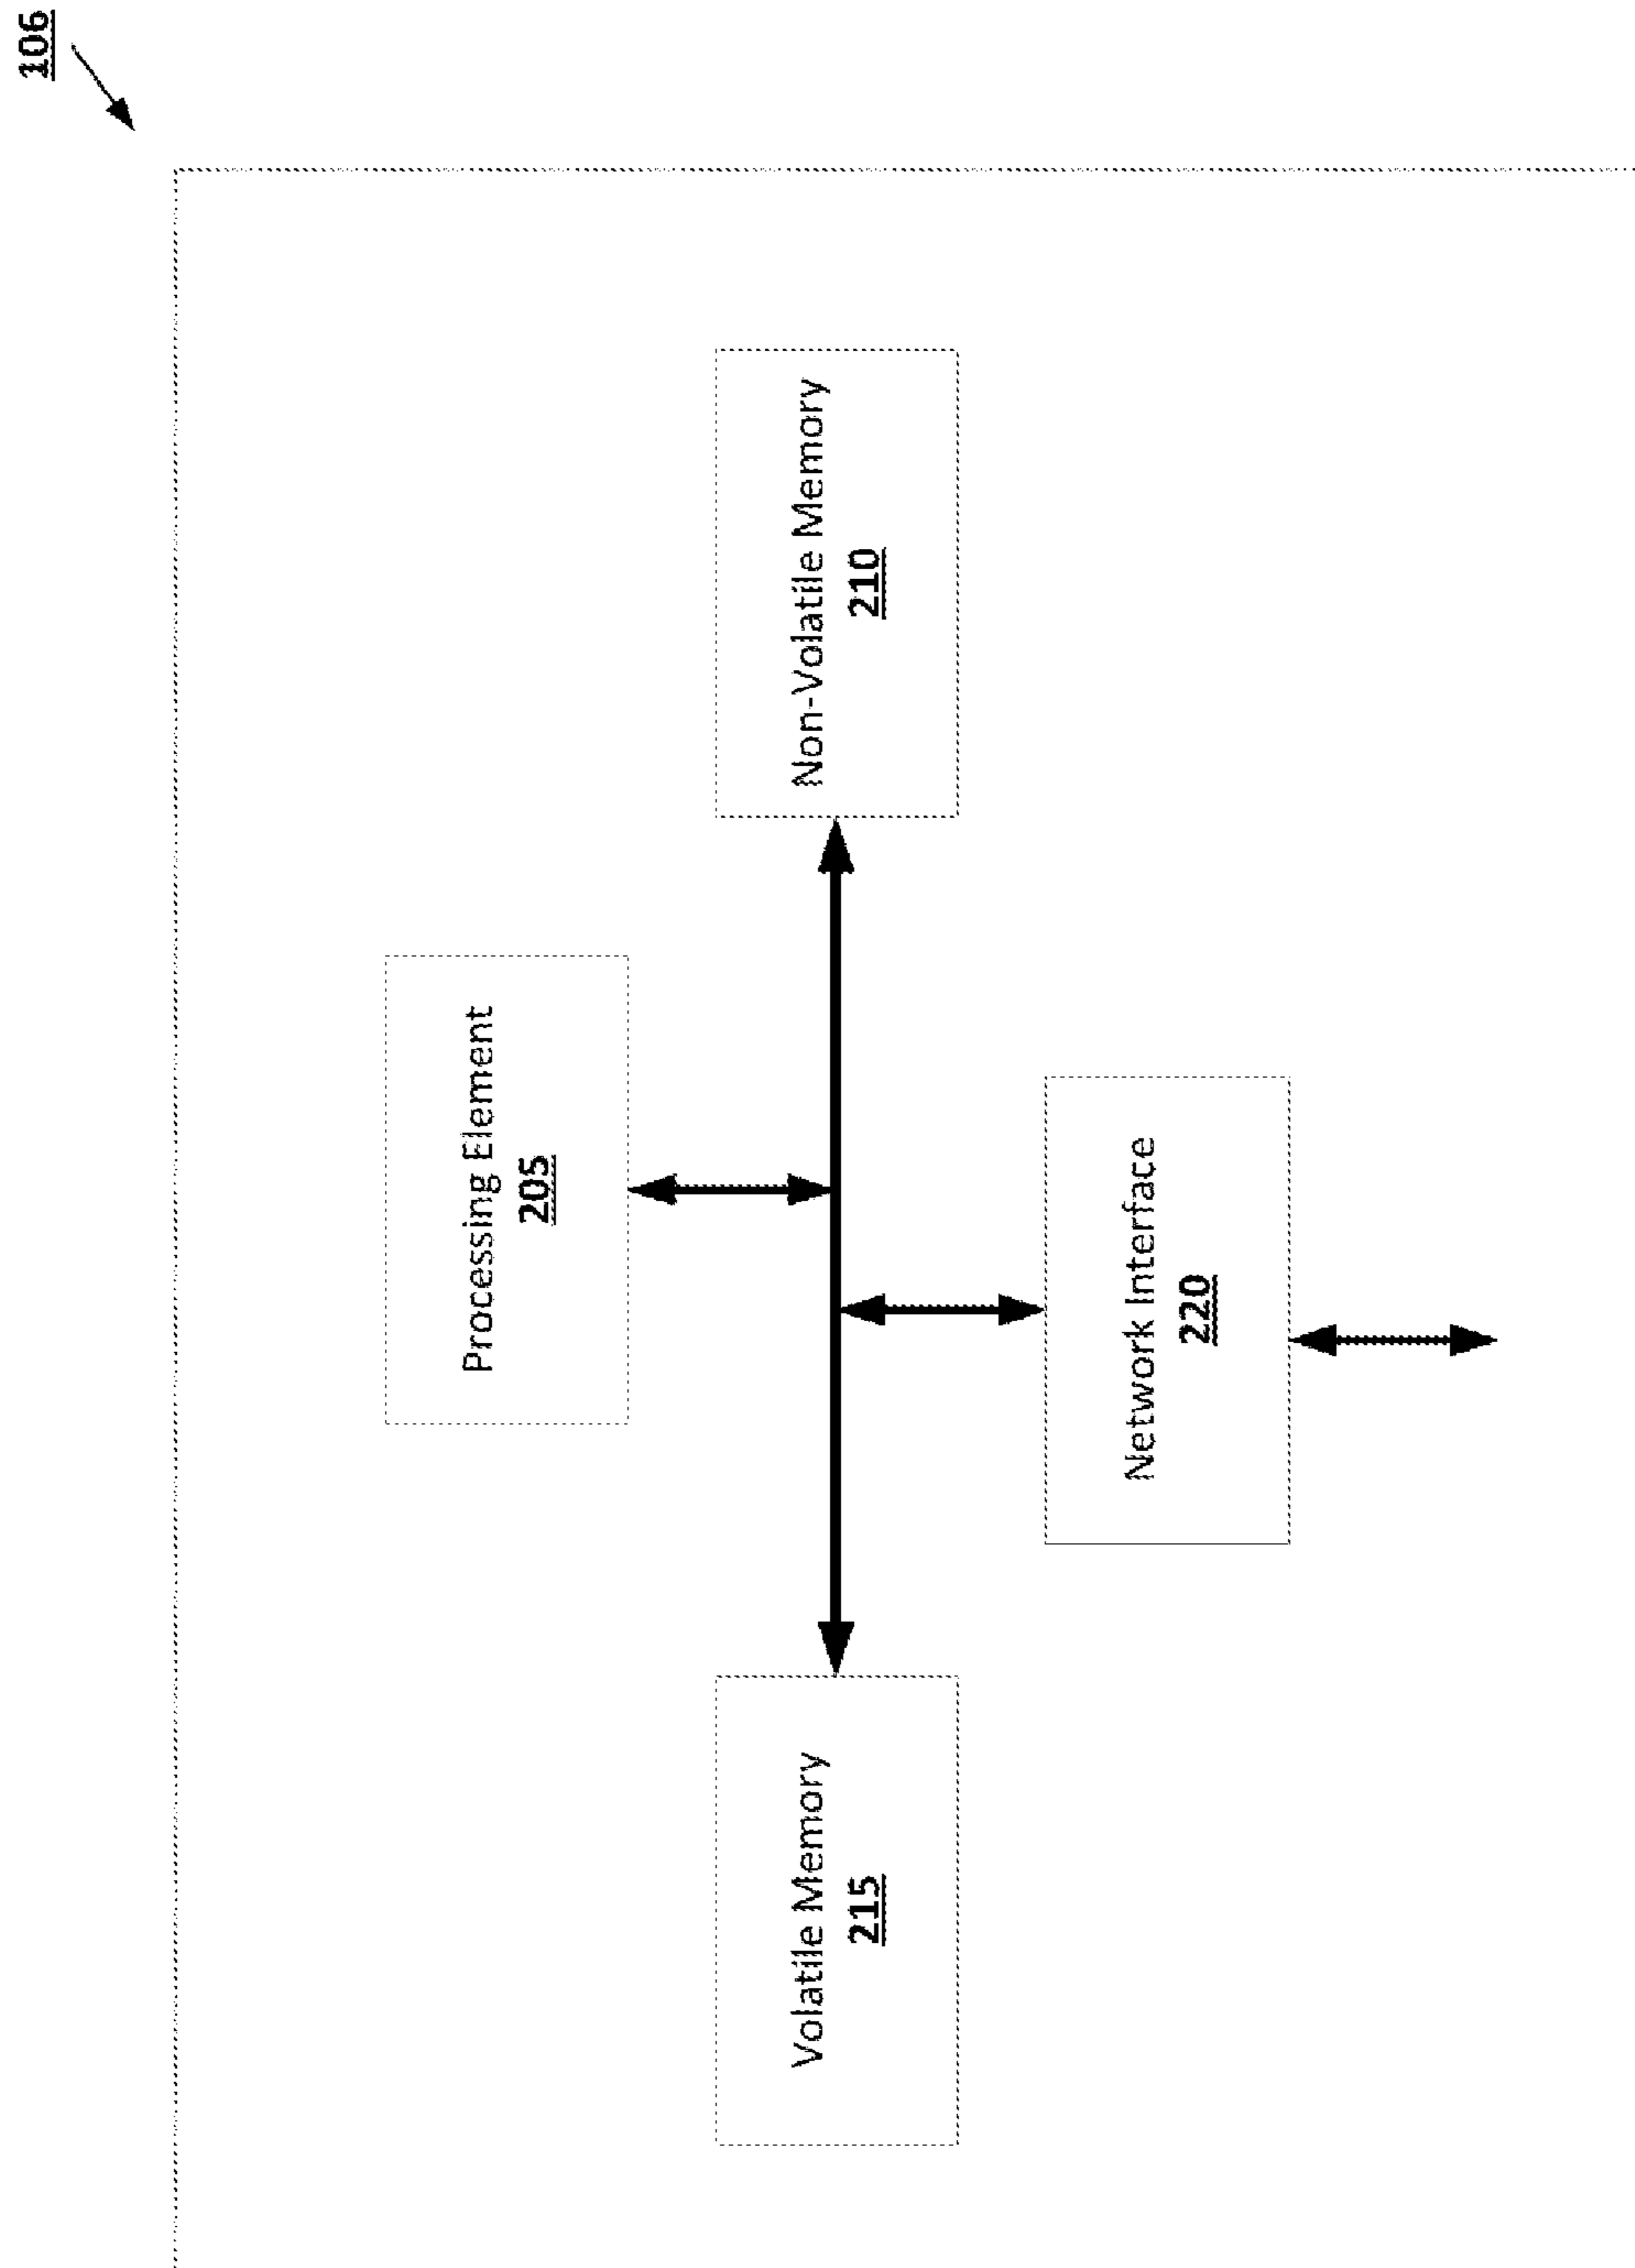 106
Processing Element
205
Volatile Memory
215
Non-Volatile Memory
210
Network Interface
220